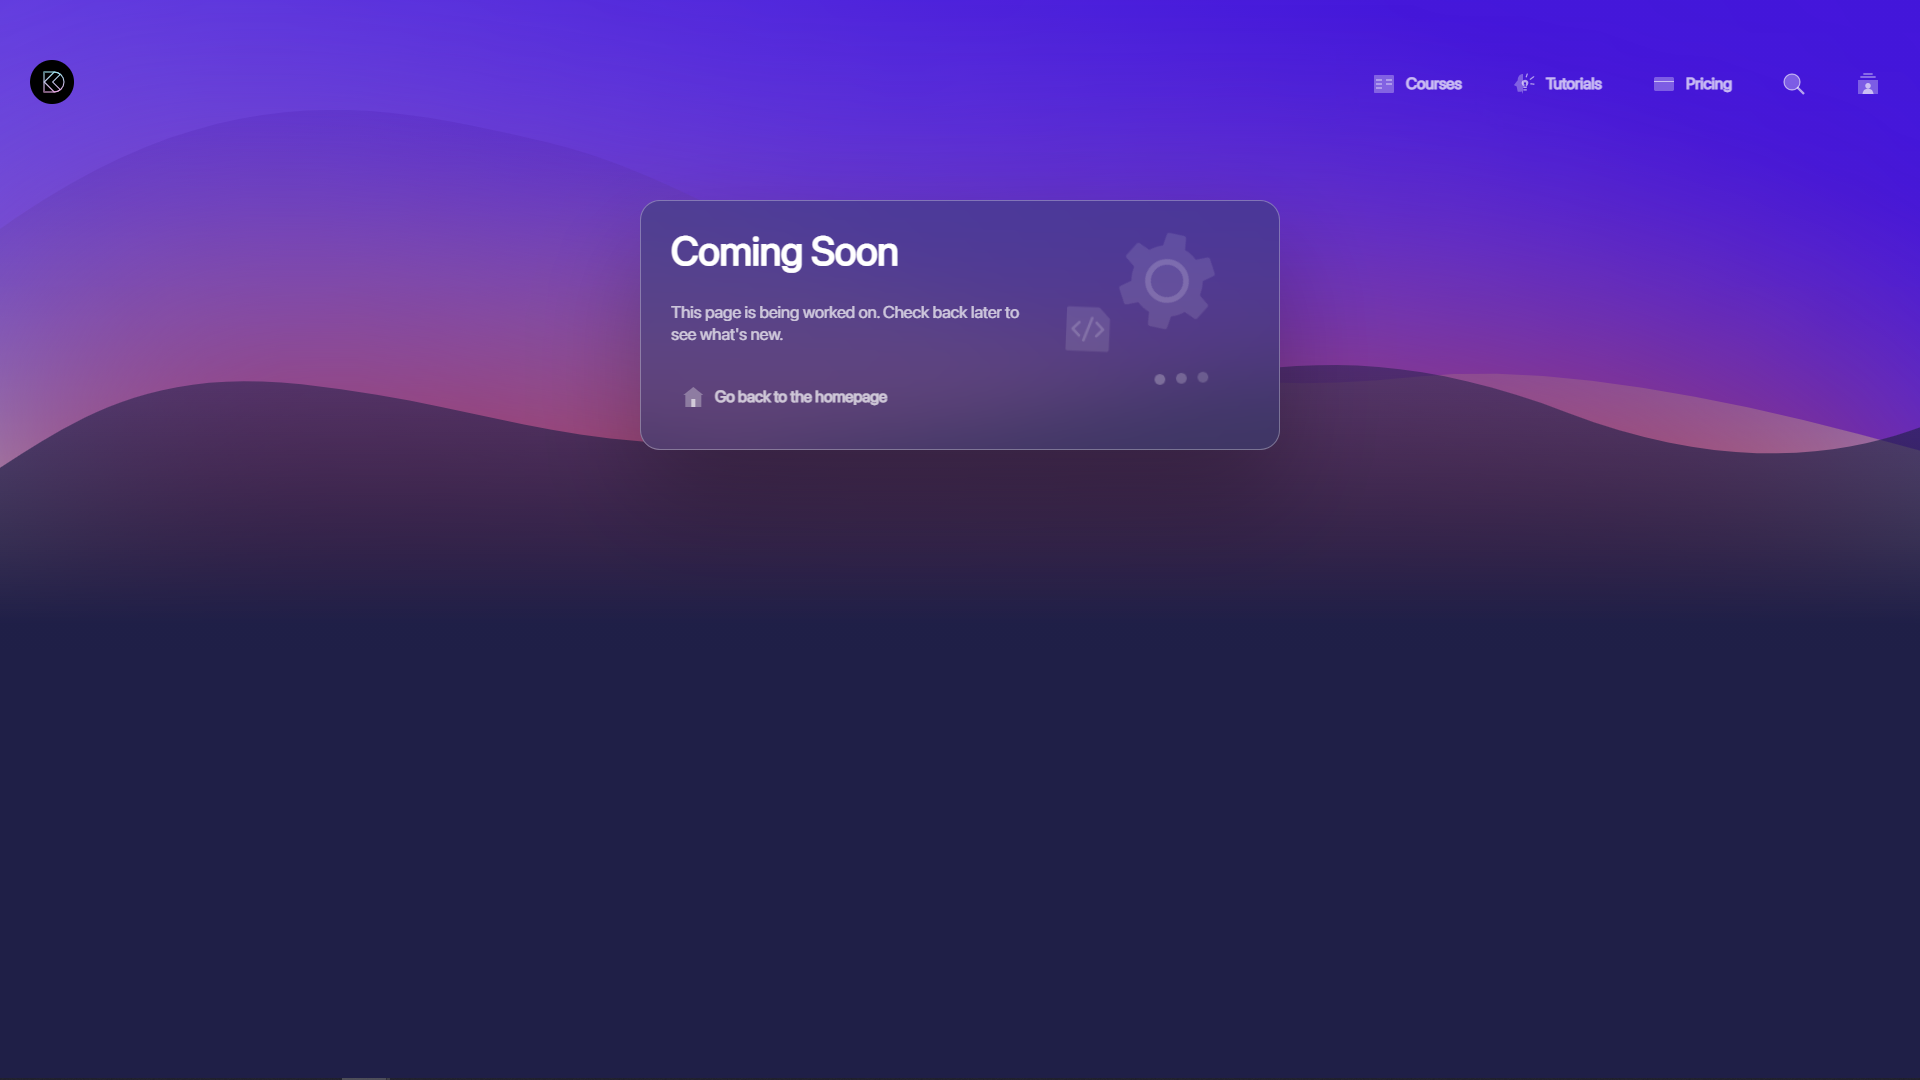 Courses
Tutorials
Pricing
Coming Soon
This page is being worked on. Check back later to
see what's new.
Go back to the homepage